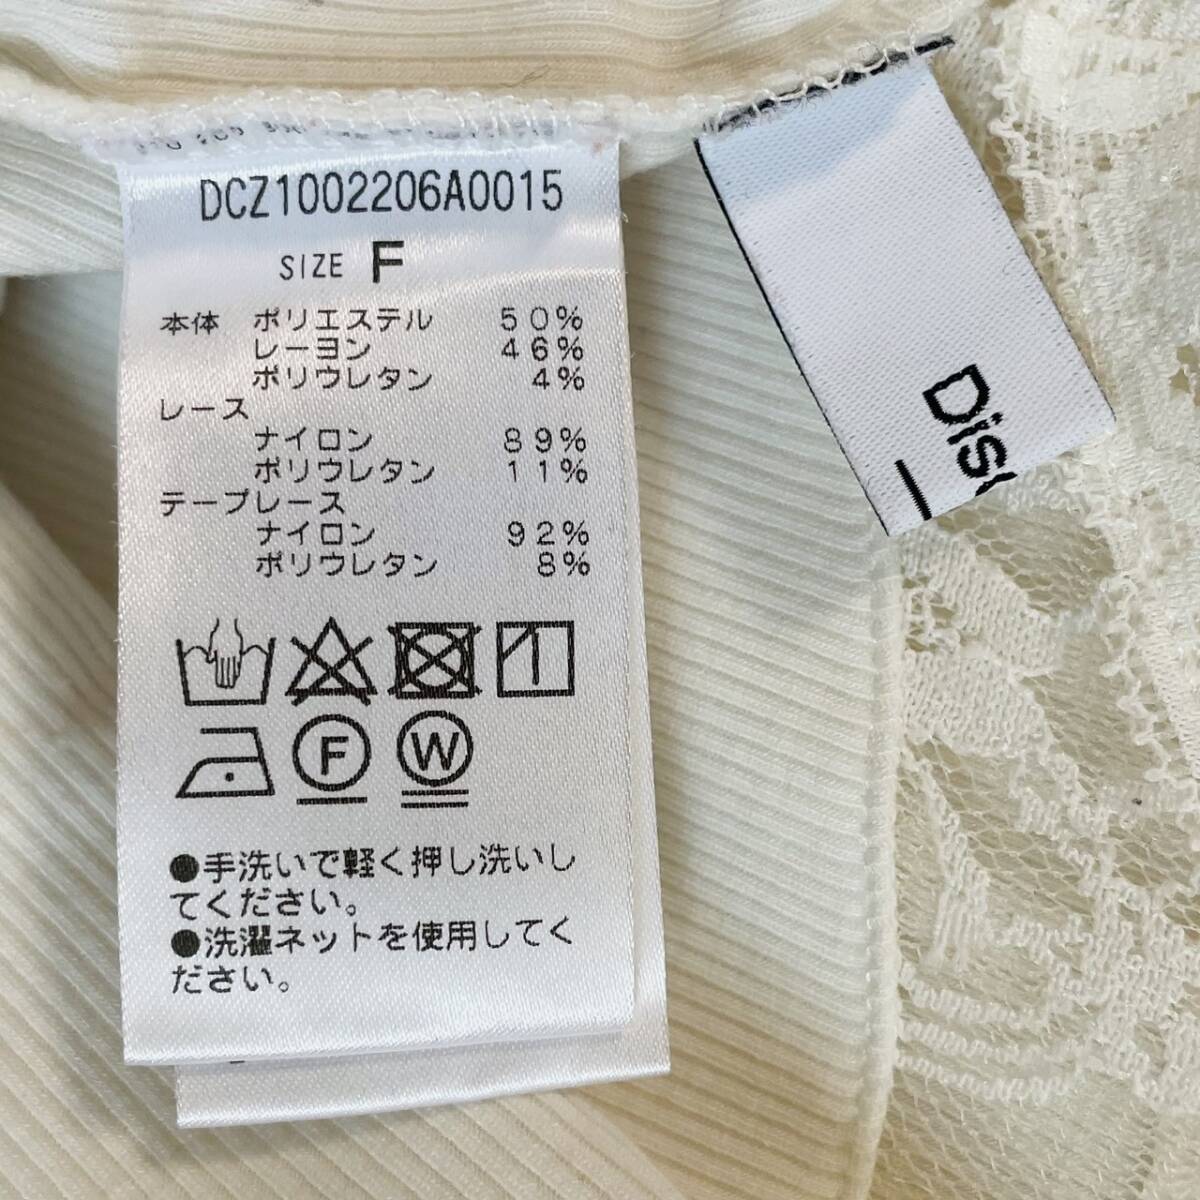 DCZ1002206A0015
SIZE F
本体 ポリエステル 50%
レーヨン 46%
ポリウレタン 4%
レース
ナイロン 89%
ポリウレタン 11%
テープレース
ナイロン 92%
ポリウレタン 8%
F W
●手洗いで軽く押し洗いし
てください。
●洗濯ネットを使用してく
ださい。